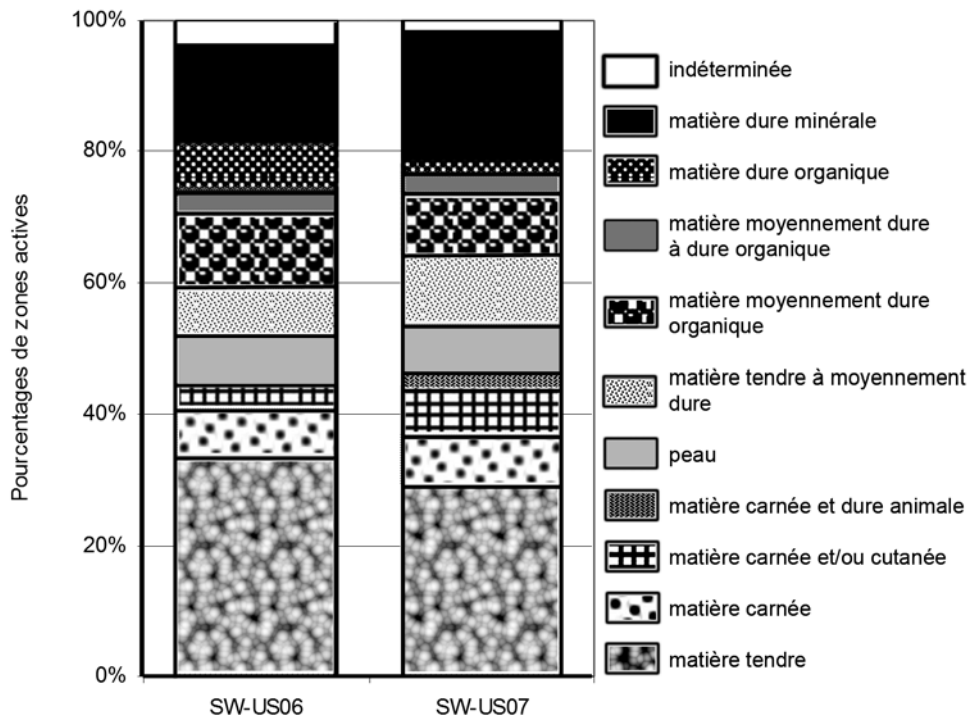 Pourcentages de zones actives
100%
80%
60%
40%
20%
0%
SW-US06
SW-US07
indéterminée
matière dure minérale
matière dure organique
matière moyennement dure
à dure organique
matière moyennement dure
organique
matière tendre à moyennement
dure
peau
matière carnée et dure animale
matière carnée et/ou cutanée
matière carnée
matière tendre